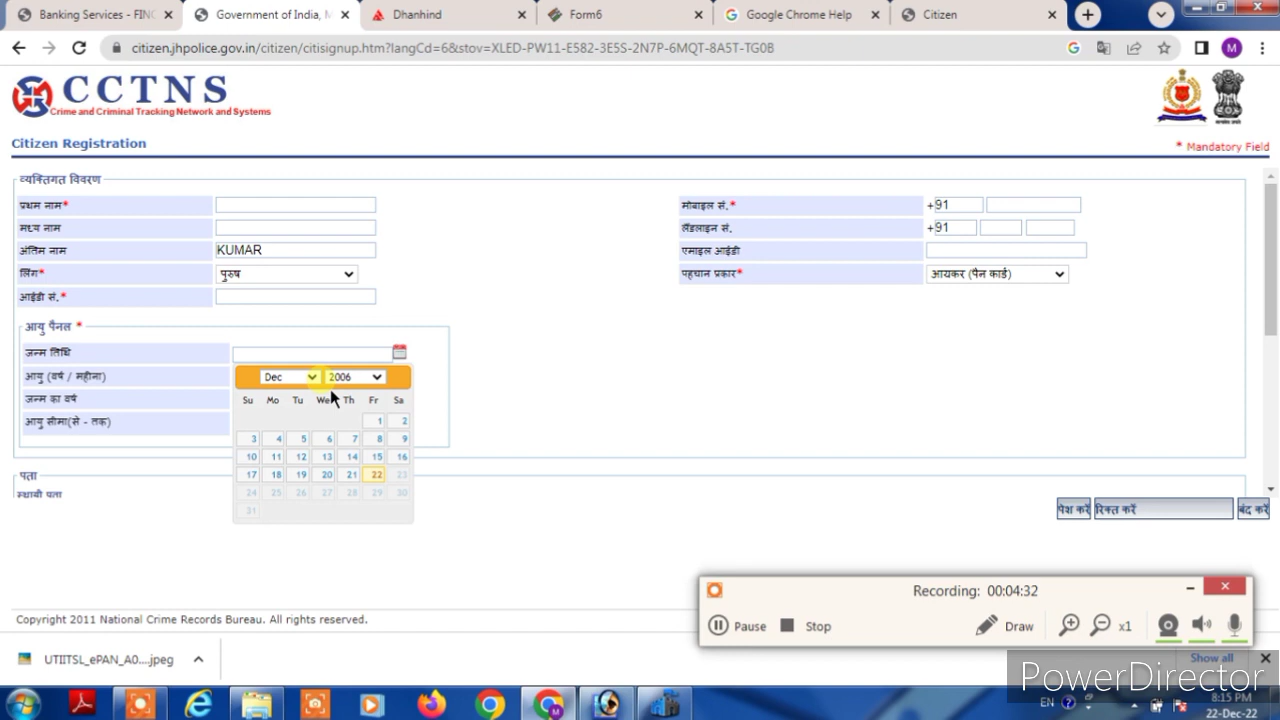 Banking Services - FINO
Government of India, M
Dhanhind
Form6
Google Chrome Help
Citizen
citizen.jhpolice.gov.in/citizen/citisignup.htm?langCd=6&stov=XLED-PW11-E582-3E5S-2N7P-6MQT-8A5T-TG0B
M
CCTNS
Crime and Criminal Tracking Network and Systems
Citizen Registration
* Mandatory Field
व्यक्तिगत विवरण
प्रथम नाम*
मोबाइल सं.* +91
मध्य नाम
लैंडलाइन सं. +91
अंतिम नाम KUMAR
एमाइल आईडी
लिंग* पुरुष
पहचान प्रकार* आयकर (पैन कार्ड)
आईडी सं.*
आयु पैनल *
जन्म तिथि
आयु (वर्ष / महीना)
जन्म का वर्ष
आयु सीमा(से - तक)
Dec 2006
Su Mo Tu We Th Fr Sa
1 2
3 4 5 6 7 8 9
10 11 12 13 14 15 16
17 18 19 20 21 22 23
24 25 26 27 28 29 30
31
पता
स्थायी पता
पेश करें रिक्त करें बंद करें
Recording: 00:04:32
Pause Stop Draw x1
Copyright 2011 National Crime Records Bureau. All rights reserved.
UTIITSL_ePAN_A0....jpeg
Show all
PowerDirector
EN
8:15 PM
22-Dec-22